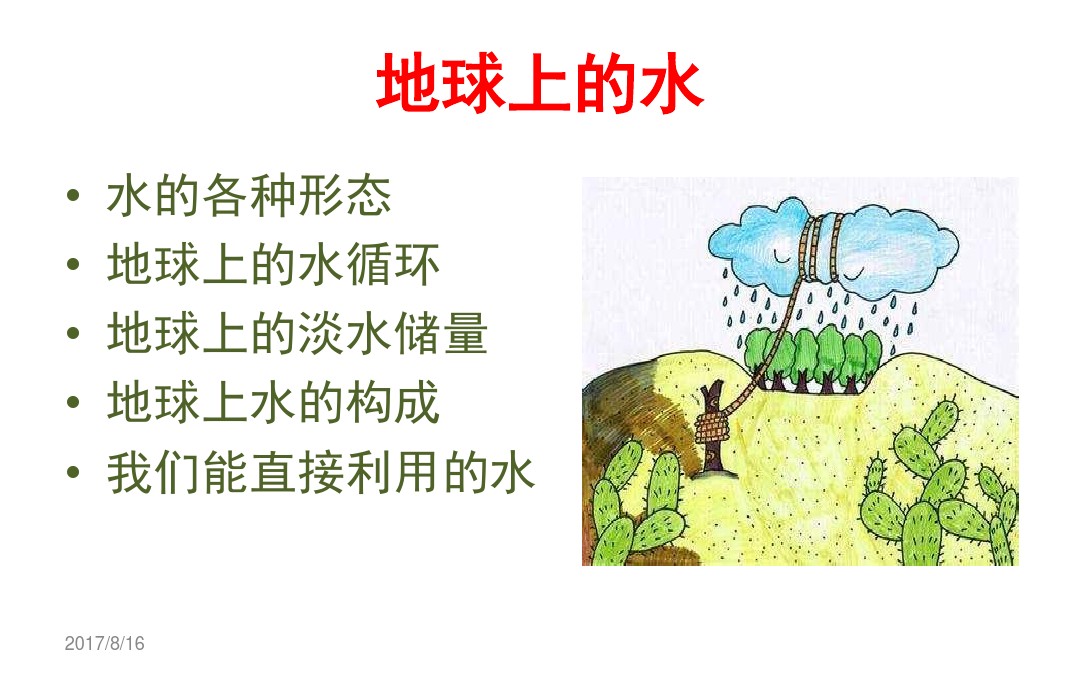 地球上的水
• 水的各种形态
• 地球上的水循环
• 地球上的淡水储量
• 地球上水的构成
• 我们能直接利用的水
2017/8/16